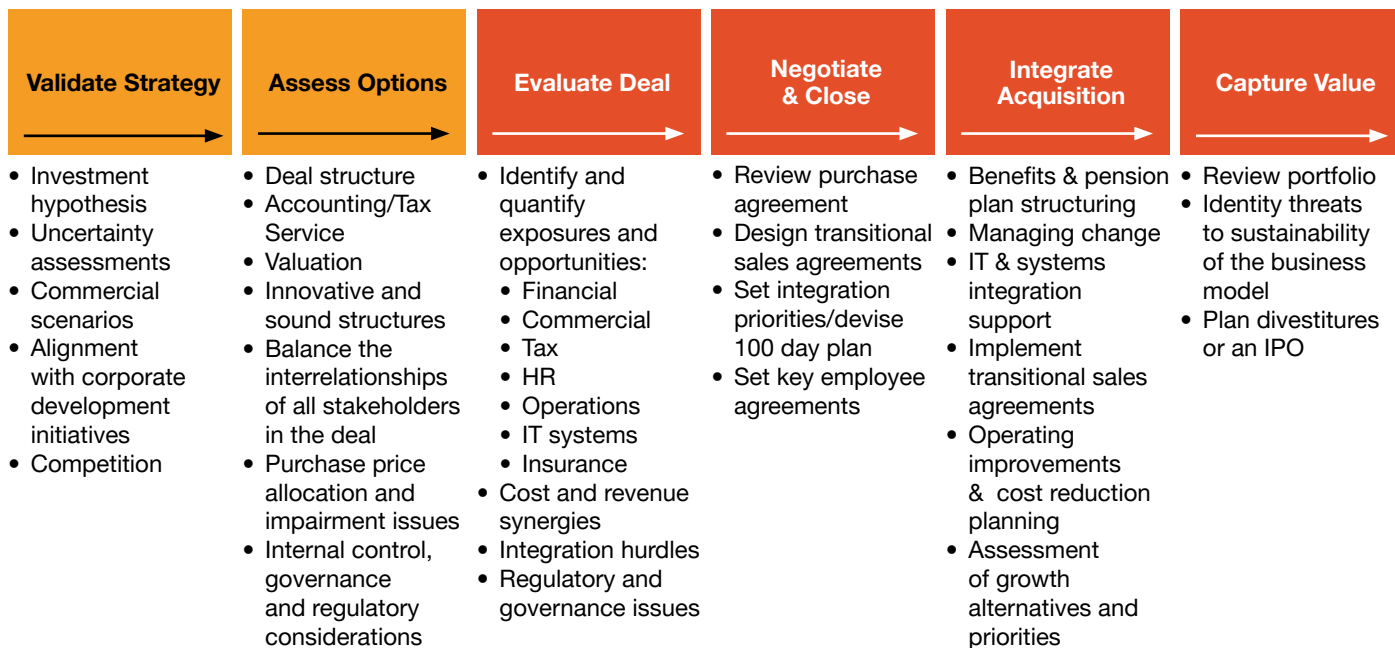 Validate Strategy
• Investment
hypothesis
• Uncertainty
assessments
• Commercial
scenarios
• Alignment
with corporate
development
initiatives
• Competition
Assess Options
• Deal structure
• Accounting/Tax
Service
• Valuation
• Innovative and
sound structures
• Balance the
interrelationships
of all stakeholders
in the deal
• Purchase price
allocation and
impairment issues
• Internal control,
governance
and regulatory
considerations
Evaluate Deal
• Identify and
quantify
exposures and
opportunities:
• Financial
• Commercial
• Tax
• HR
• Operations
• IT systems
• Insurance
• Cost and revenue
synergies
• Integration hurdles
• Regulatory and
governance issues
Negotiate
& Close
• Review purchase
agreement
• Design transitional
sales agreements
• Set integration
priorities/devise
100 day plan
• Set key employee
agreements
Integrate
Acquisition
• Benefits & pension
plan structuring
• Managing change
• IT & systems
integration
support
• Implement
transitional sales
agreements
• Operating
improvements
& cost reduction
planning
• Assessment
of growth
alternatives and
priorities
Capture Value
• Review portfolio
• Identity threats
to sustainability
of the business
model
• Plan divestitures
or an IPO